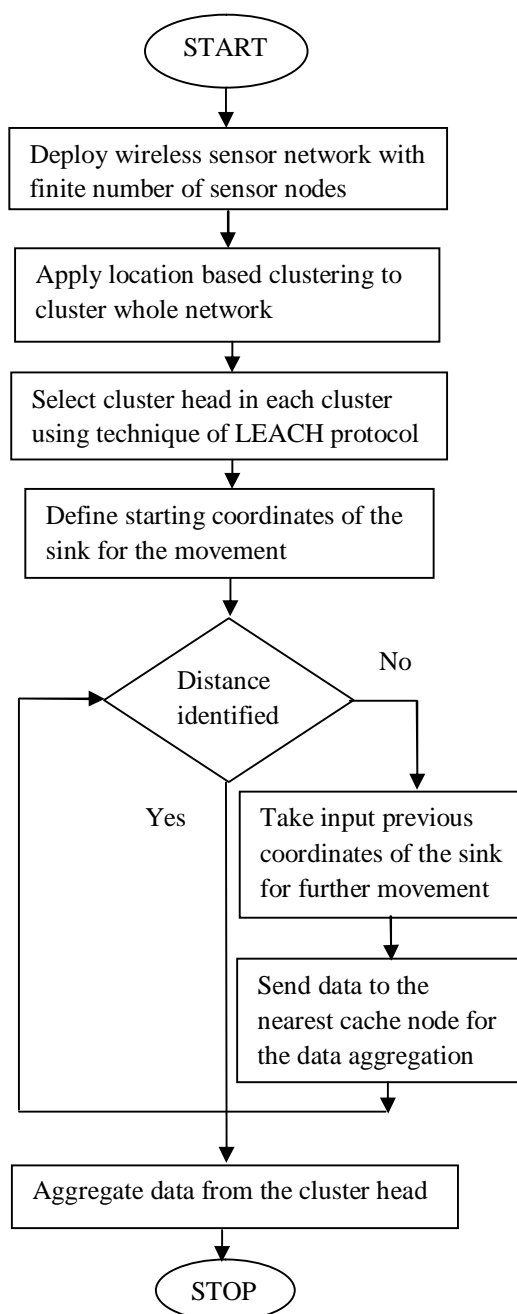 START
Deploy wireless sensor network with
finite number of sensor nodes
Apply location based clustering to
cluster whole network
Select cluster head in each cluster
using technique of LEACH protocol
Define starting coordinates of the
sink for the movement
No
Distance
identified
Yes
Take input previous
coordinates of the sink
for further movement
Send data to the
nearest cache node for
the data aggregation
Aggregate data from the cluster head
STOP